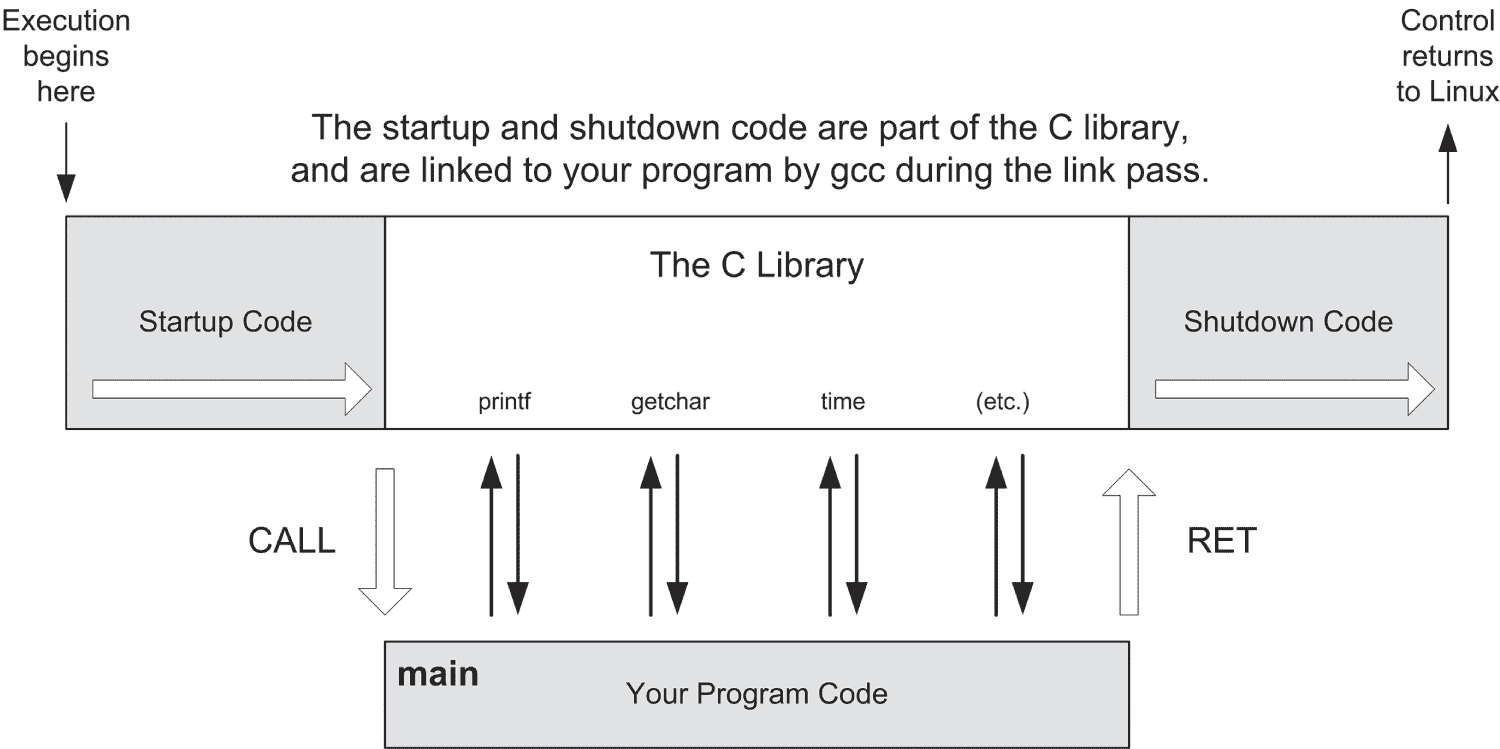 Execution
begins
here
Control
returns
to Linux
The startup and shutdown code are part of the C library,
and are linked to your program by gcc during the link pass.
The C Library
Startup Code
Shutdown Code
printf
getchar
time
(etc.)
CALL
RET
main
Your Program Code